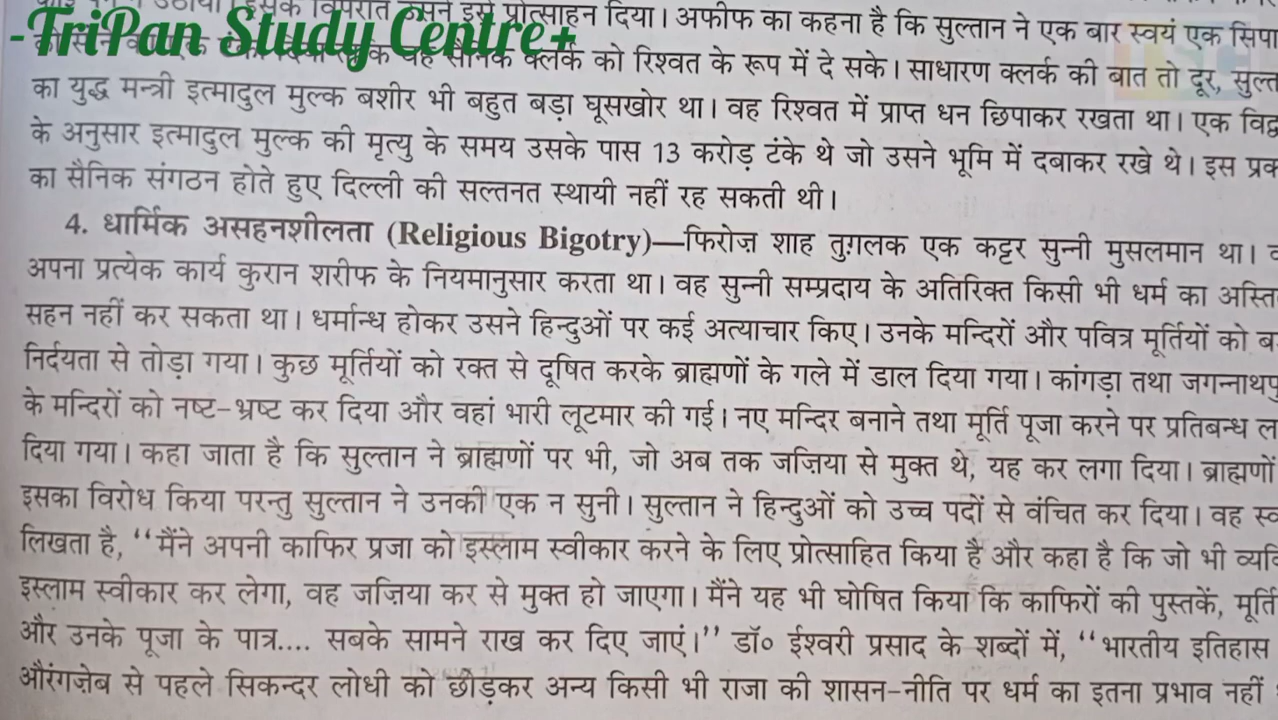 विपरीत उसने इसे प्रोत्साहन दिया। अफीफ का कहना है कि सुल्तान ने एक बार स्वयं एक
-TriPan Study Centre+
वह सैनिक क्लर्क को रिश्वत के रूप में दे सके। साधारण क्लर्क की बात तो दूर,
का युद्ध मन्त्री इत्मादुल मुल्क बशीर भी बहुत बड़ा घूसखोर था। वह रिश्वत में प्राप्त धन छिपाकर रखता था। एक
के अनुसार इत्मादुल मुल्क की मृत्यु के समय उसके पास 13 करोड़ टंके थे जो उसने भूमि में दबाकर रखे थे। इस
का सैनिक संगठन होते हुए दिल्ली की सल्तनत स्थायी नहीं रह सकती थी।
4. धार्मिक असहनशीलता (Religious Bigotry)—फिरोज़ शाह तुग़लक एक कट्टर सुन्नी मुसलमान था।
अपना प्रत्येक कार्य कुरान शरीफ के नियमानुसार करता था। वह सुन्नी सम्प्रदाय के अतिरिक्त किसी भी धर्म का
सहन नहीं कर सकता था। धर्मान्ध होकर उसने हिन्दुओं पर कई अत्याचार किए। उनके मन्दिरों और पवित्र मूर्तियों को
निर्दयता से तोड़ा गया। कुछ मूर्तियों को रक्त से दूषित करके ब्राह्मणों के गले में डाल दिया गया। कांगड़ा तथा
के मन्दिरों को नष्ट-भ्रष्ट कर दिया और वहां भारी लूटमार की गई। नए मन्दिर बनाने तथा मूर्ति पूजा करने पर प्रतिबन्ध
दिया गया। कहा जाता है कि सुल्तान ने ब्राह्मणों पर भी, जो अब तक जज़िया से मुक्त थे, यह कर लगा दिया। ब्राह्मणों
इसका विरोध किया परन्तु सुल्तान ने उनकी एक न सुनी। सुल्तान ने हिन्दुओं को उच्च पदों से वंचित कर दिया। वह
लिखता है, “मैंने अपनी काफिर प्रजा को इस्लाम स्वीकार करने के लिए प्रोत्साहित किया है और कहा है कि जो भी
इस्लाम स्वीकार कर लेगा, वह जज़िया कर से मुक्त हो जाएगा। मैंने यह भी घोषित किया कि काफिरों की पुस्तकें,
और उनके पूजा के पात्र.... सबके सामने राख कर दिए जाएं।” डॉ० ईश्वरी प्रसाद के शब्दों में, “भारतीय इतिहास
औरंगज़ेब से पहले सिकन्दर लोधी को छोड़कर अन्य किसी भी राजा की शासन-नीति पर धर्म का इतना प्रभाव नहीं